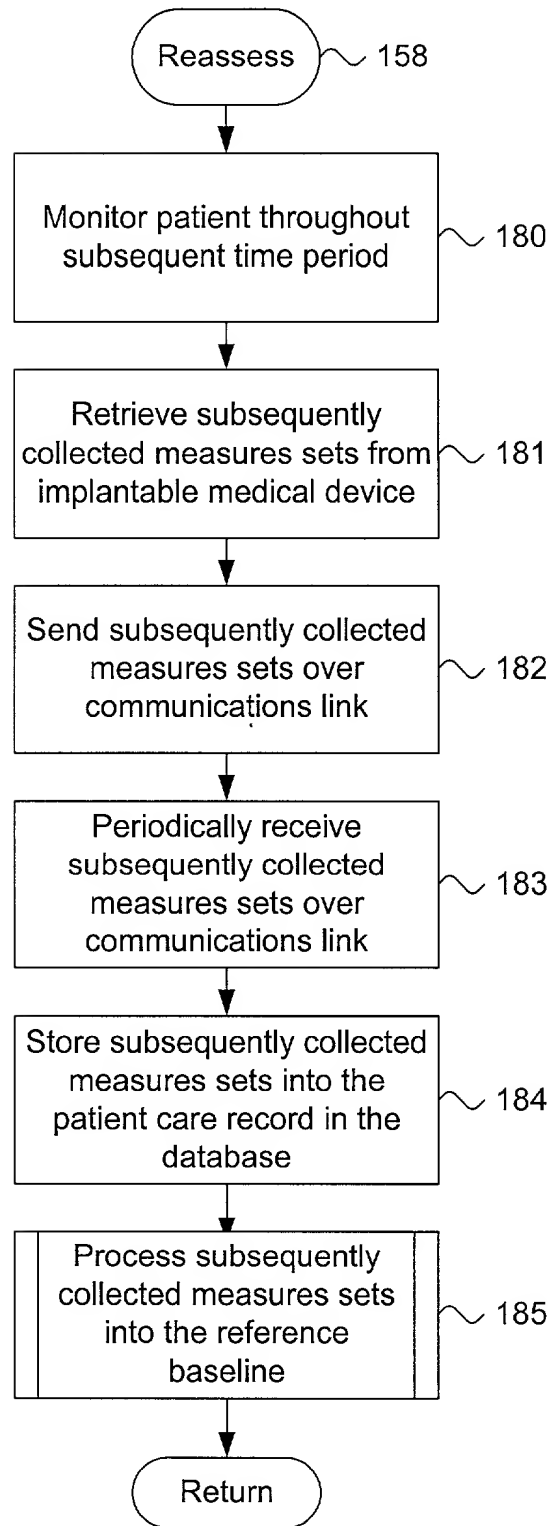 Reassess
158
Monitor patient throughout
subsequent time period
180
Retrieve subsequently
collected measures sets from
implantable medical device
181
Send subsequently collected
measures sets over
communications link
182
Periodically receive
subsequently collected
measures sets over
communications link
183
Store subsequently collected
measures sets into the
patient care record in the
database
184
Process subsequently
collected measures sets
into the reference
baseline
185
Return